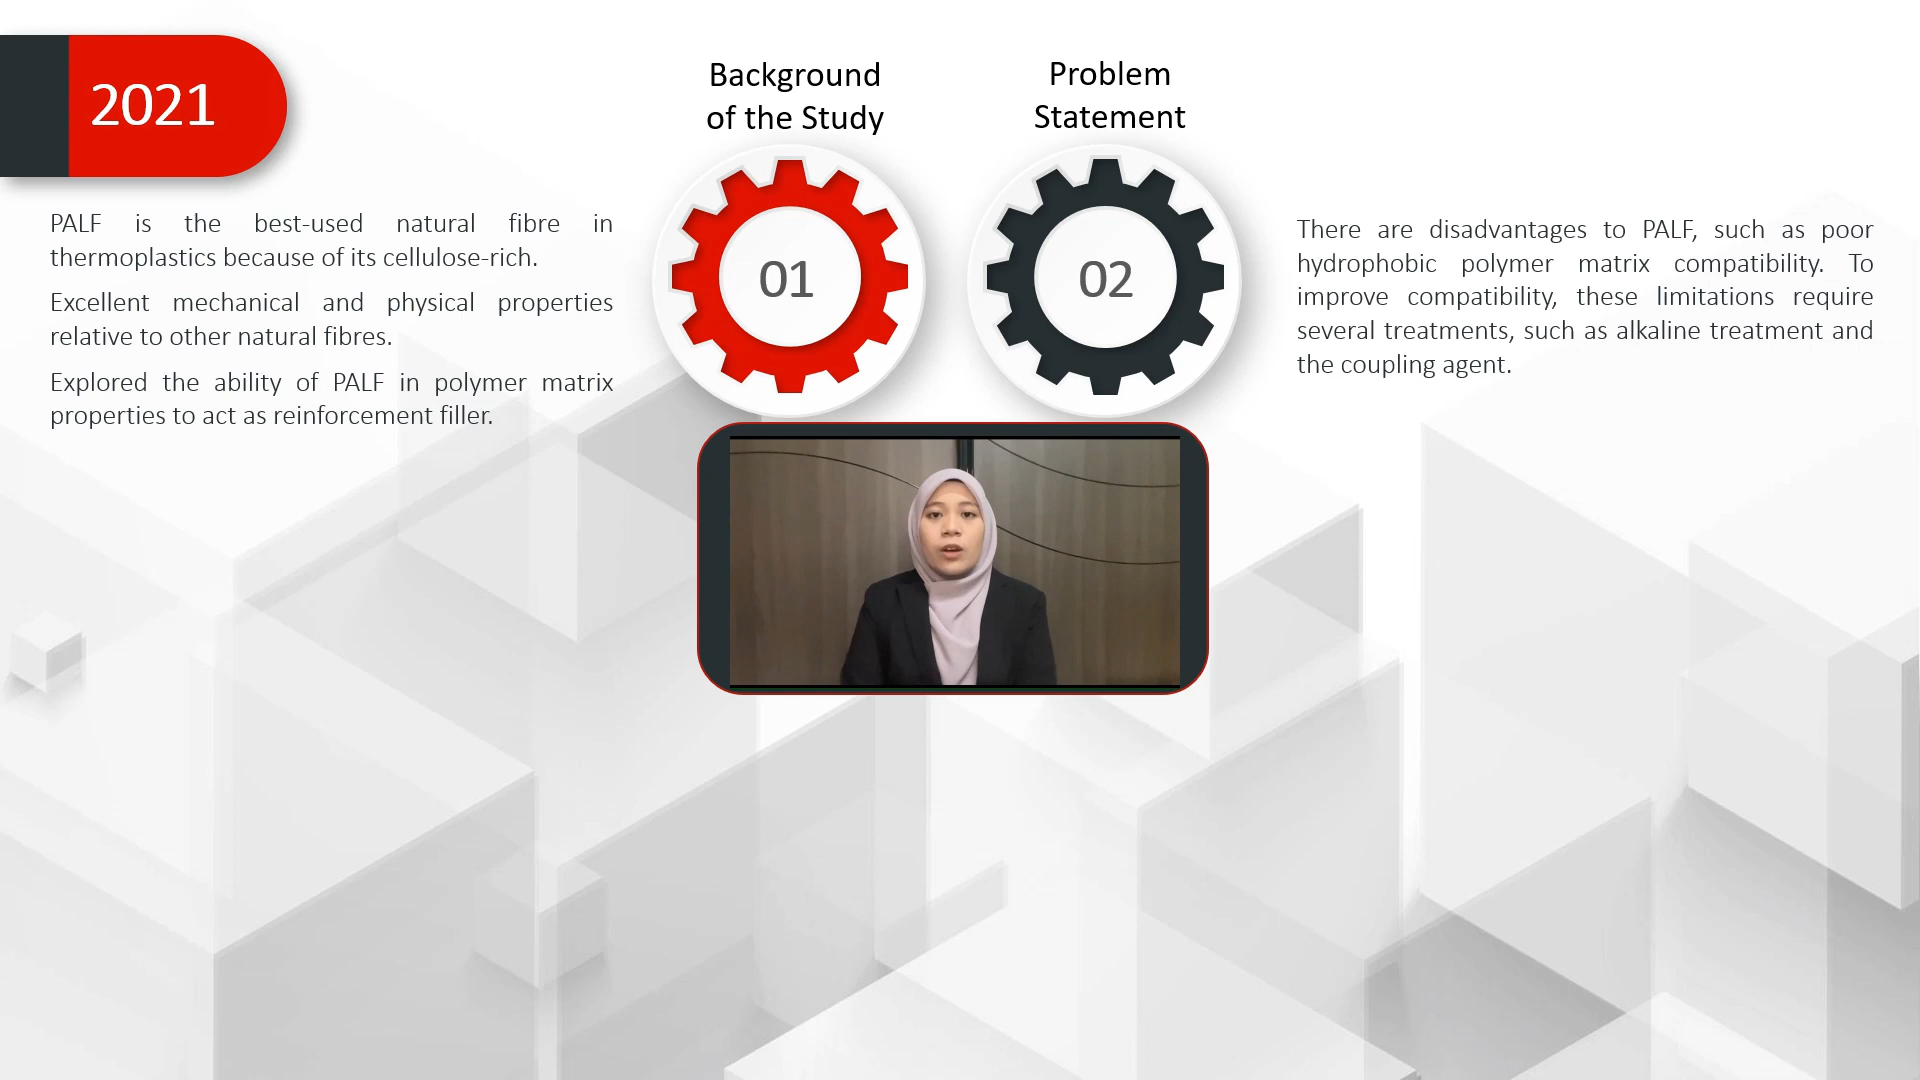 2021
Background
of the Study
Problem
Statement
01
02
PALF is the best-used natural fibre in
thermoplastics because of its cellulose-rich.
Excellent mechanical and physical properties
relative to other natural fibres.
Explored the ability of PALF in polymer matrix
properties to act as reinforcement filler.
There are disadvantages to PALF, such as poor
hydrophobic polymer matrix compatibility. To
improve compatibility, these limitations require
several treatments, such as alkaline treatment and
the coupling agent.